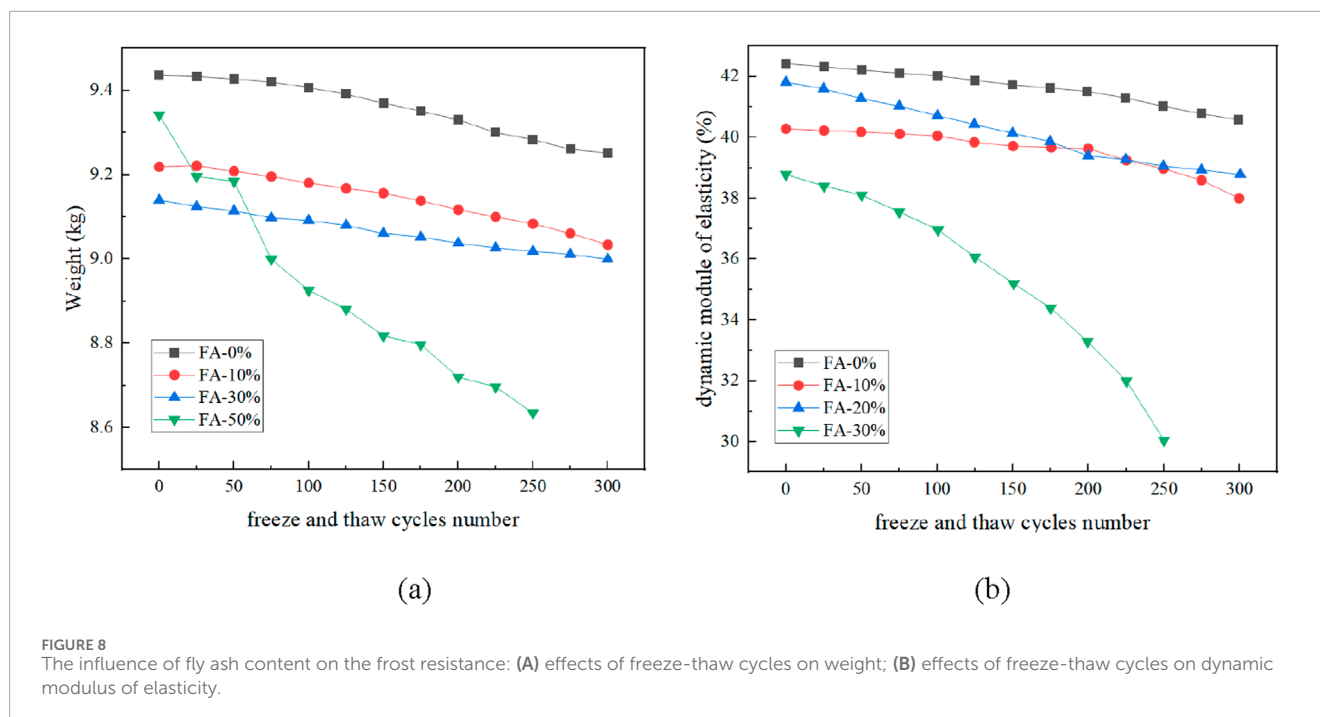 Weight (kg)
9.4
9.2
9.0
8.8
8.6
FA-0%
FA-10%
FA-30%
FA-50%
0 50 100 150 200 250 300
freeze and thaw cycles number
(a)
dynamic module of elasticity (%)
42
40
38
36
34
32
30
FA-0%
FA-10%
FA-20%
FA-30%
0 50 100 150 200 250 300
freeze and thaw cycles number
(b)
FIGURE 8
The influence of fly ash content on the frost resistance: (A) effects of freeze-thaw cycles on weight; (B) effects of freeze-thaw cycles on dynamic
modulus of elasticity.